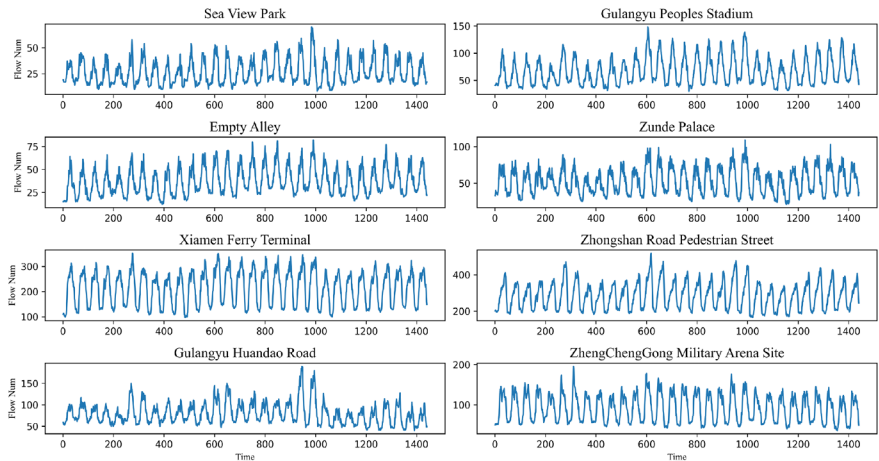 Sea View Park
Gulangyu Peoples Stadium
Flow Num
50
25
0 200 400 600 800 1000 1200 1400
150
100
50
0 200 400 600 800 1000 1200 1400
Empty Alley
Zunde Palace
Flow Num
75
50
25
0 200 400 600 800 1000 1200 1400
100
50
0 200 400 600 800 1000 1200 1400
Xiamen Ferry Terminal
Zhongshan Road Pedestrian Street
Flow Num
300
200
100
0 200 400 600 800 1000 1200 1400
400
200
0 200 400 600 800 1000 1200 1400
Gulangyu Huandao Road
ZhengChengGong Military Arena Site
Flow Num
150
100
50
0 200 400 600 800 1000 1200 1400
Time
200
100
0 200 400 600 800 1000 1200 1400
Time